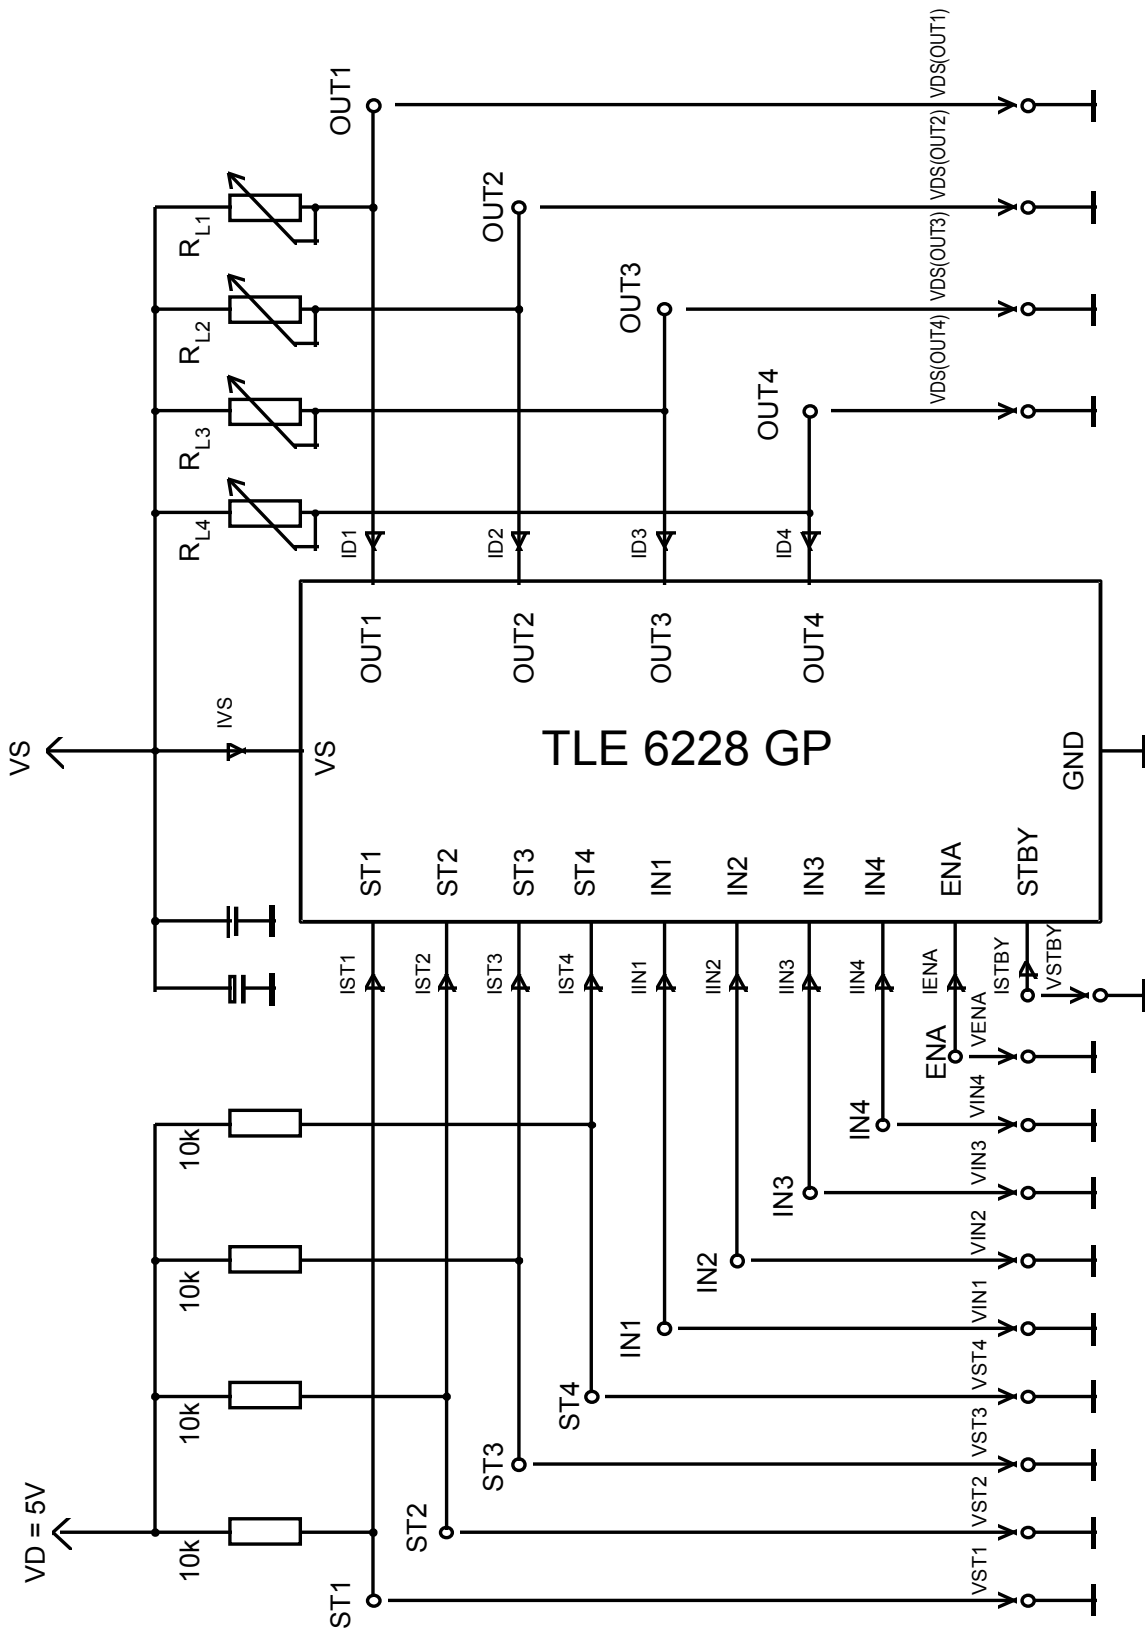 VD = 5V
VS
10k
10k
10k
10k
IVS
RL4
RL3
RL2
RL1
ST1
ST2
ST3
ST4
IN1
IN2
IN3
IN4
ENA
IST1
IST2
IST3
IST4
IIN1
IIN2
IIN3
IIN4
IENA
ISTBY
ST1
ST2
ST3
ST4
IN1
IN2
IN3
IN4
ENA
STBY
VS
TLE 6228 GP
GND
OUT1
OUT2
OUT3
OUT4
ID1
ID2
ID3
ID4
OUT1
OUT2
OUT3
OUT4
VST1
VST2
VST3
VST4
VIN1
VIN2
VIN3
VIN4
VENA
VSTBY
VDS(OUT4)
VDS(OUT3)
VDS(OUT2)
VDS(OUT1)